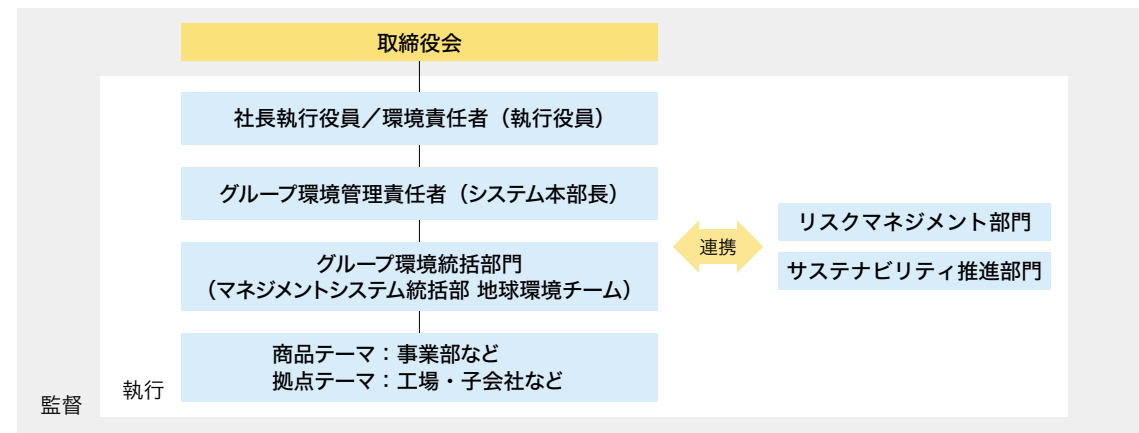 取締役会
社長執行役員／環境責任者（執行役員）
グループ環境管理責任者（システム本部長）
グループ環境統括部門
（マネジメントシステム統括部 地球環境チーム）
商品テーマ：事業部など
拠点テーマ：工場・子会社など
連携
リスクマネジメント部門
サステナビリティ推進部門
執行
監督